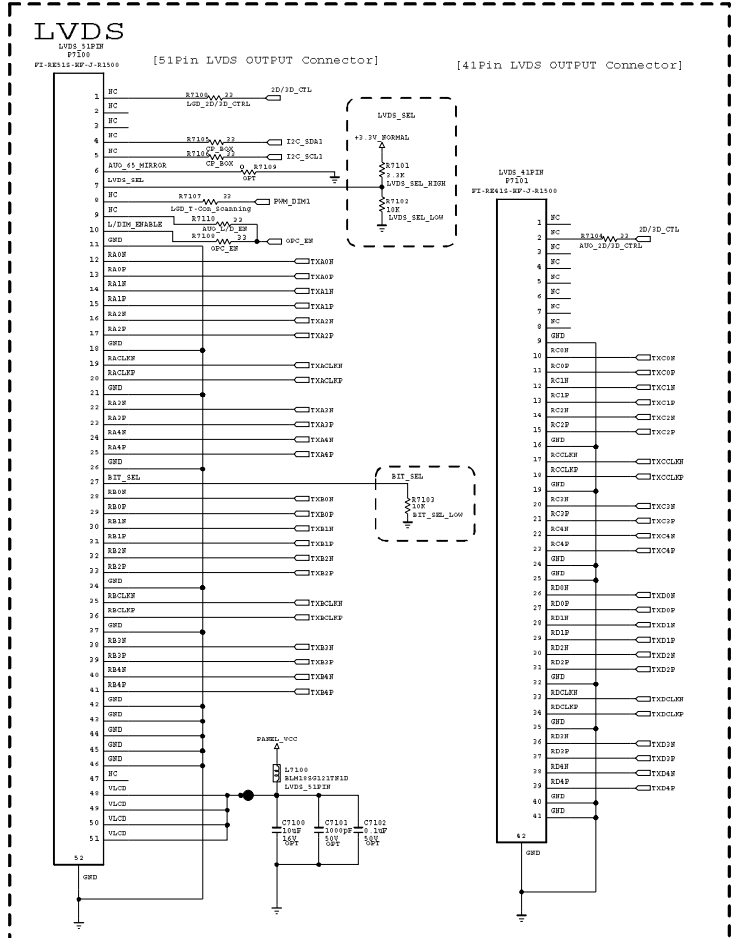 LVDS
LVDS_51PIN
P7100
FI-RE51S-HF-J-R1500
[51Pin LVDS OUTPUT Connector]
1 NC R7108 33 LGD_2D/3D_CTRL 2D/3D_CTL
2 NC
3 NC
4 R7105 33 CP_BOX I2C_SDA1
5 NC R7106 33 CP_BOX I2C_SCL1
6 AUO_65_MIRROR 0 R7109 OPT
7 LVDS_SEL
8 NC R7107 33 LGD_T-Con_scanning PWM_DIM1
9 NC R7110 33 AUO_L/D_EN
10 L/DIM_ENABLE 33 OPC_EN OPC_EN
11 GND
12 RA0N TXA0N
13 RA0P TXA0P
14 RA1N TXA1N
15 RA1P TXA1P
16 RA2N TXA2N
17 RA2P TXA2P
18 GND
19 RACLKN TXACLKN
20 RACLKP TXACLKP
21 GND
22 RA3N TXA3N
23 RA3P TXA3P
24 RA4N TXA4N
25 RA4P TXA4P
26 GND
27 BIT_SEL
28 RB0N TXB0N
29 RB0P TXB0P
30 RB1N TXB1N
31 RB1P TXB1P
32 RB2N TXB2N
33 RB2P TXB2P
34 GND
35 RBCLKN TXBCLKN
36 RBCLKP TXBCLKP
37 GND
38 RB3N TXB3N
39 RB3P TXB3P
40 RB4N TXB4N
41 RB4P TXB4P
42 GND
43 GND
44 GND
45 GND
46 GND
47 NC
48 VLCD
49 VLCD
50 VLCD
51 VLCD
52
GND
LVDS_SEL
+3.3V_NORMAL
R7101
3.3K
LVDS_SEL_HIGH
R7102
10K
LVDS_SEL_LOW
BIT_SEL
R7103
10K
BIT_SEL_LOW
PANEL_VCC
L7100
BLM18SG121TN1D
LVDS_51PIN
C7100
10uF
16V
OPT
C7101
1000pF
50V
OPT
C7102
0.1uF
50V
OPT
[41Pin LVDS OUTPUT Connector]
LVDS_41PIN
P7101
FI-RE41S-HF-J-R1500
1 NC
2 NC R7104 33 AUO_2D/3D_CTRL 2D/3D_CTL
3 NC
4 NC
5 NC
6 NC
7 NC
8 NC
9 GND
10 RC0N TXC0N
11 RC0P TXC0P
12 RC1N TXC1N
13 RC1P TXC1P
14 RC2N TXC2N
15 RC2P TXC2P
16 GND
17 RCCLKN TXCCLKN
18 RCCLKP TXCCLKP
19 GND
20 RC3N TXC3N
21 RC3P TXC3P
22 RC4N TXC4N
23 RC4P TXC4P
24 GND
25 GND
26 RD0N TXD0N
27 RD0P TXD0P
28 RD1N TXD1N
29 RD1P TXD1P
30 RD2N TXD2N
31 RD2P TXD2P
32 GND
33 RDCLKN TXDCLKN
34 RDCLKP TXDCLKP
35 GND
36 RD3N TXD3N
37 RD3P TXD3P
38 RD4N TXD4N
39 RD4P TXD4P
40 GND
41 GND
42
GND